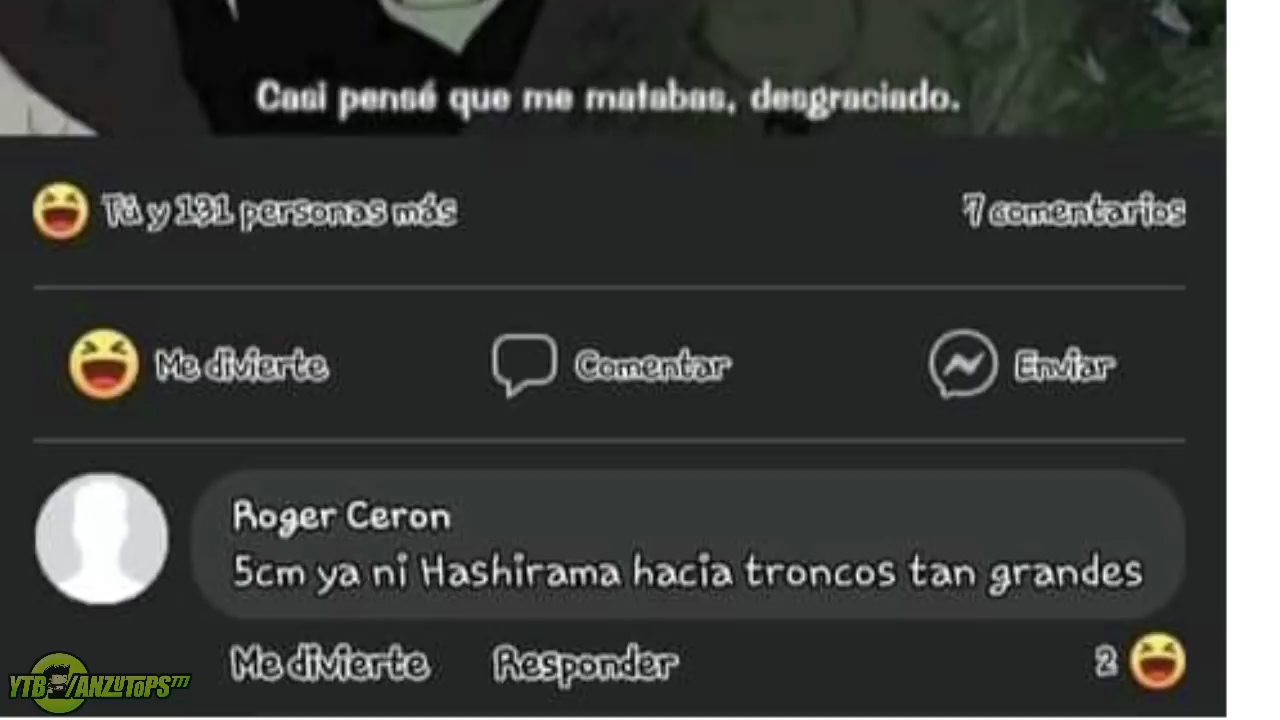 Casi pensé que me matabas, desgraciado.
Tú y 131 personas más
7 comentarios
Me divierte
Comentar
Enviar
Roger Ceron
5cm ya ni Hashirama hacia troncos tan grandes
Me divierte
Responder
2
YTB/ANZUTOPS777